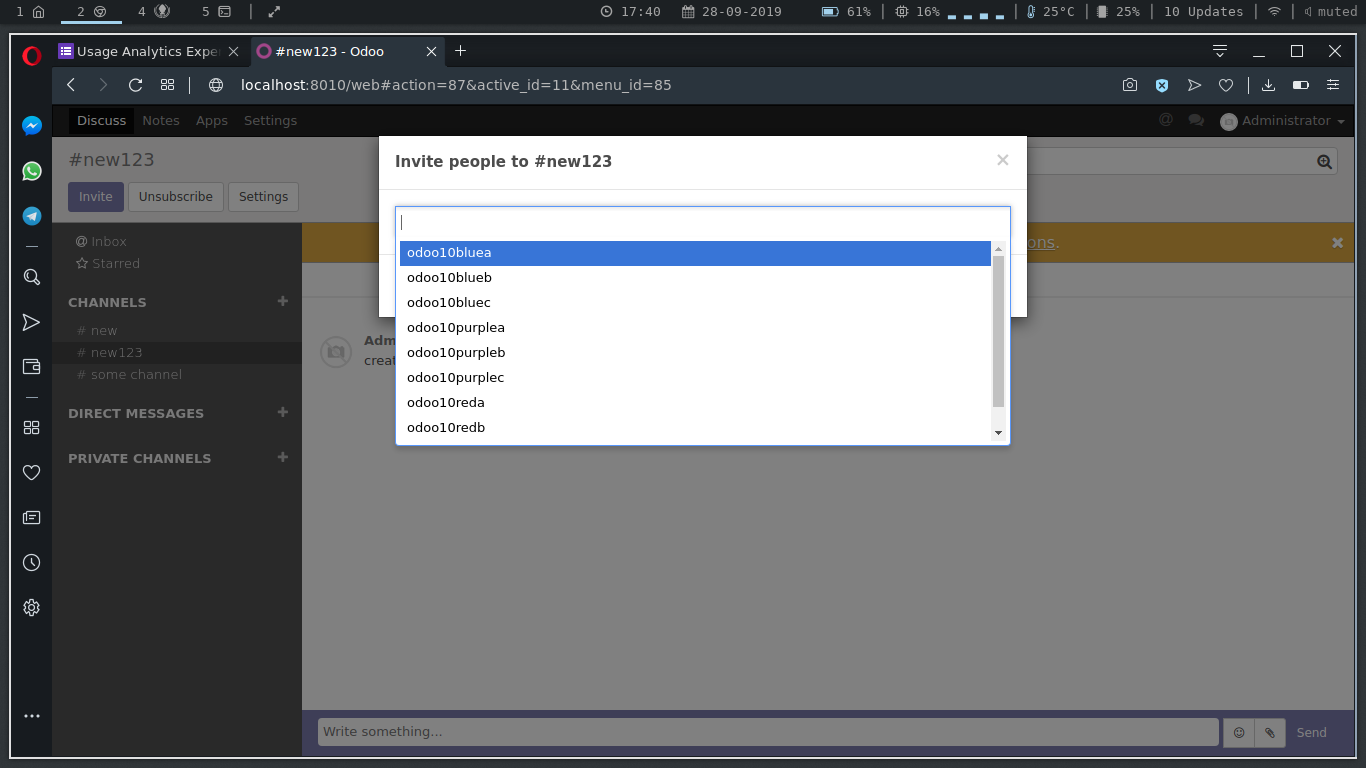 1 2 4 5 17:40 28-09-2019 61% 16% 25°C 25% 10 Updates muted
Usage Analytics Expe #new123 - Odoo
localhost:8010/web#action=87&active_id=11&menu_id=85
Discuss Notes Apps Settings @ Administrator
#new123
Invite people to #new123
×
Invite Unsubscribe Settings
ons.
@ Inbox
Starred
odoo10bluea
odoo10blueb
CHANNELS +
odoo10bluec
# new
odoo10purplea
# new123
Adm
odoo10purpleb
creat
# some channel
odoo10purplec
odoo10reda
DIRECT MESSAGES +
odoo10redb
PRIVATE CHANNELS +
Write something...
Send